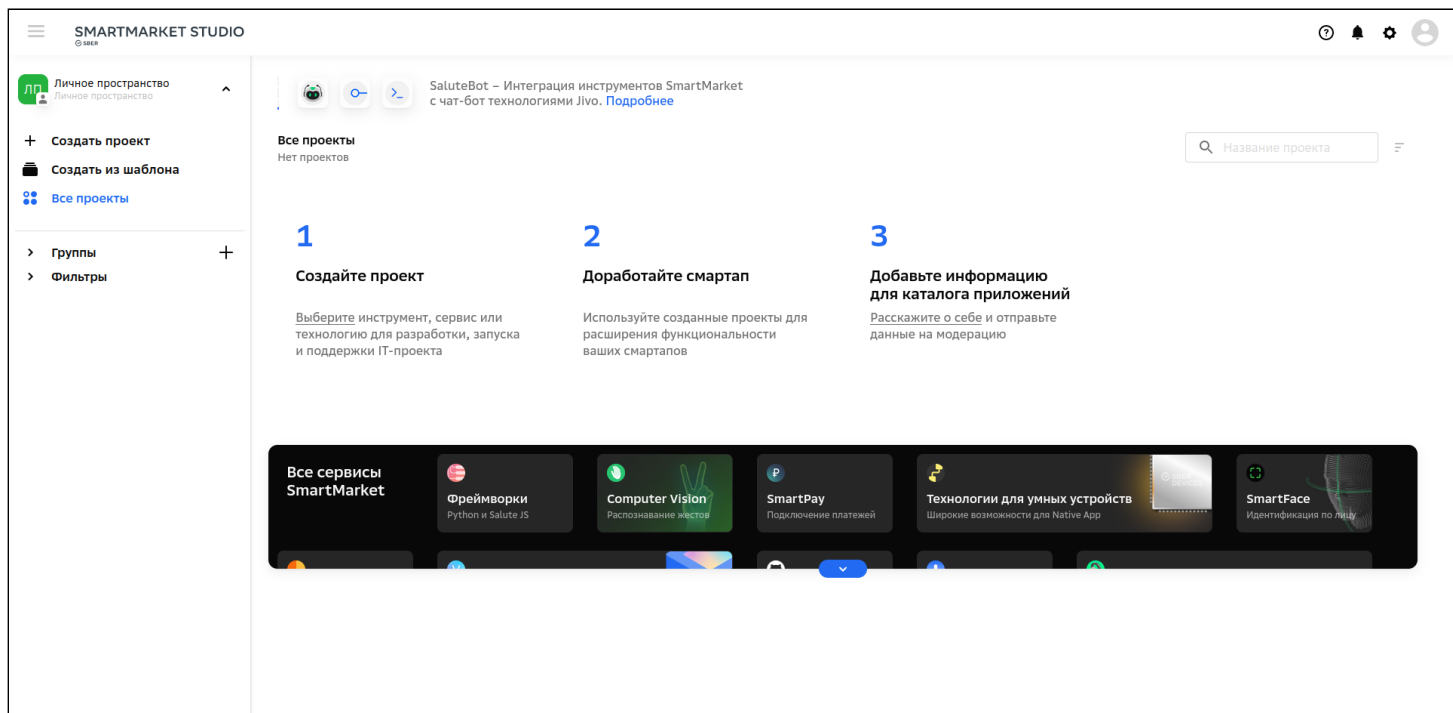 SMARTMARKET STUDIO
SBER
ЛП
Личное пространство
Личное пространство
Создать проект
Создать из шаблона
Все проекты
Группы
Фильтры
SaluteBot – Интеграция инструментов SmartMarket
с чат-бот технологиями Jivo. Подробнее
Все проекты
Нет проектов
Название проекта
1
Создайте проект
Выберите инструмент, сервис или
технологию для разработки, запуска
и поддержки IT-проекта
2
Доработайте смартап
Используйте созданные проекты для
расширения функциональности
ваших смартапов
3
Добавьте информацию
для каталога приложений
Расскажите о себе и отправьте
данные на модерацию
Все сервисы
SmartMarket
Фреймворки
Python и Salute JS
Computer Vision
Распознавание жестов
SmartPay
Подключение платежей
Технологии для умных устройств
Широкие возможности для Native App
SBER
DEVICES
SmartFace
Идентификация по лицу